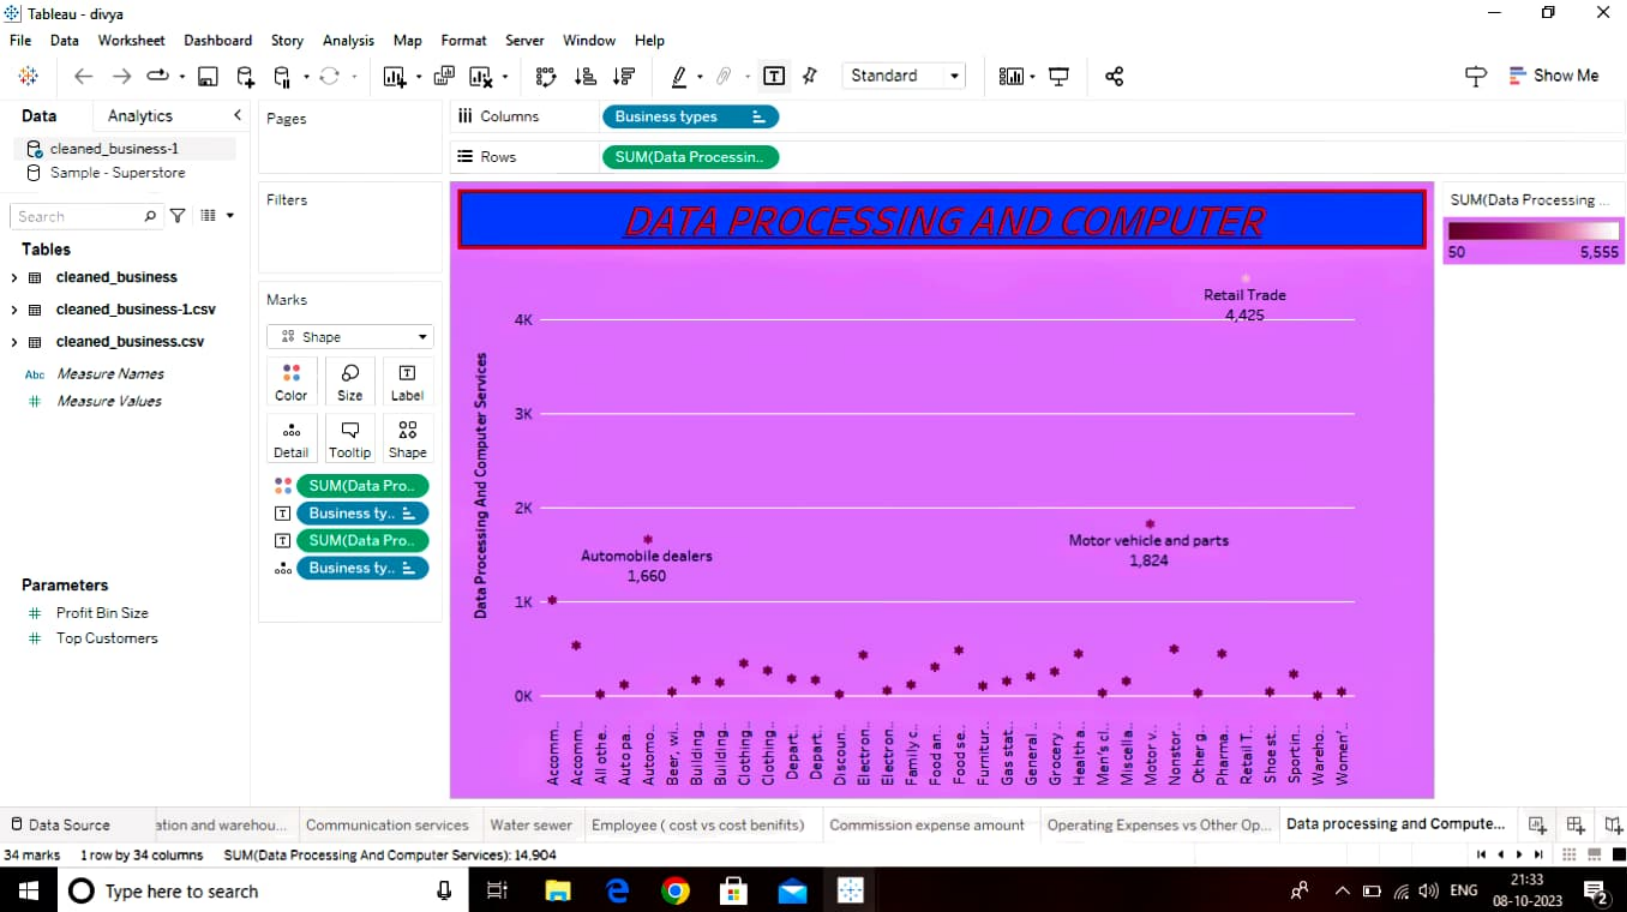 Tableau - divya
File Data Worksheet Dashboard Story Analysis Map Format Server Window Help
Standard
Show Me
Data Analytics
cleaned_business-1
Sample - Superstore
Search
Tables
cleaned_business
cleaned_business-1.csv
cleaned_business.csv
Abc Measure Names
# Measure Values
Parameters
# Profit Bin Size
# Top Customers
Pages
Filters
Marks
Shape
Color Size Label
Detail Tooltip Shape
SUM(Data Pro..
T Business ty..
T SUM(Data Pro..
Business ty..
Columns Business types
Rows SUM(Data Processin..
DATA PROCESSING AND COMPUTER
Data Processing And Computer Services
4K
3K
2K
1K
0K
Retail Trade
4,425
Automobile dealers
1,660
Motor vehicle and parts
1,824
Accomm..
Accomm..
All othe..
Auto pa..
Automo..
Beer, wi..
Building..
Building..
Clothing..
Clothing..
Depart..
Depart..
Discoun..
Electron..
Electron..
Family c..
Food an..
Food se..
Furnitur..
Gas stat..
General ..
Grocery ..
Health a..
Men's cl..
Miscella..
Motor v..
Nonstor..
Other g..
Pharma..
Retail T..
Shoe st..
Sportin..
Wareho..
Women'..
SUM(Data Processing ...
50 5,555
Data Source
ation and warehou...
Communication services
Water sewer
Employee ( cost vs cost benifits)
Commission expense amount
Operating Expenses vs Other Op...
Data processing and Compute...
34 marks 1 row by 34 columns SUM(Data Processing And Computer Services): 14,904
Type here to search
ENG
21:33
08-10-2023
2